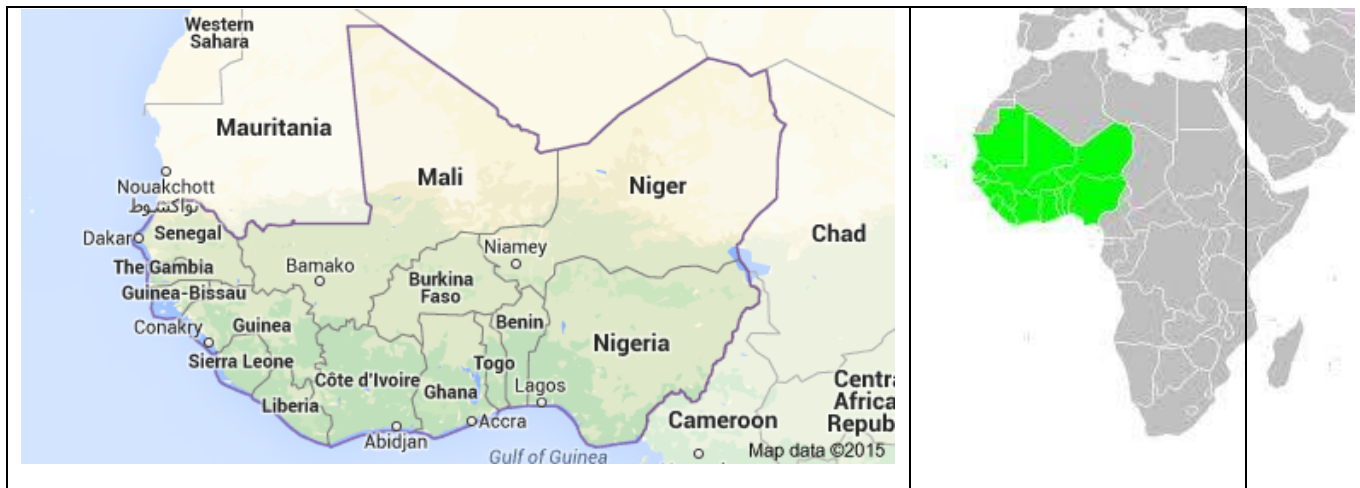 Western
Sahara
Mauritania
Nouakchott
نواكشوط
Mali
Niger
Dakar
Senegal
Chad
The Gambia
Bamako
Niamey
Guinea-Bissau
Burkina
Faso
Conakry
Guinea
Benin
Nigeria
Sierra Leone
Togo
Côte d'Ivoire
Ghana
Lagos
Liberia
Centra
Africa
Repub
Cameroon
Accra
Abidjan
Gulf of Guinea
Map data ©2015